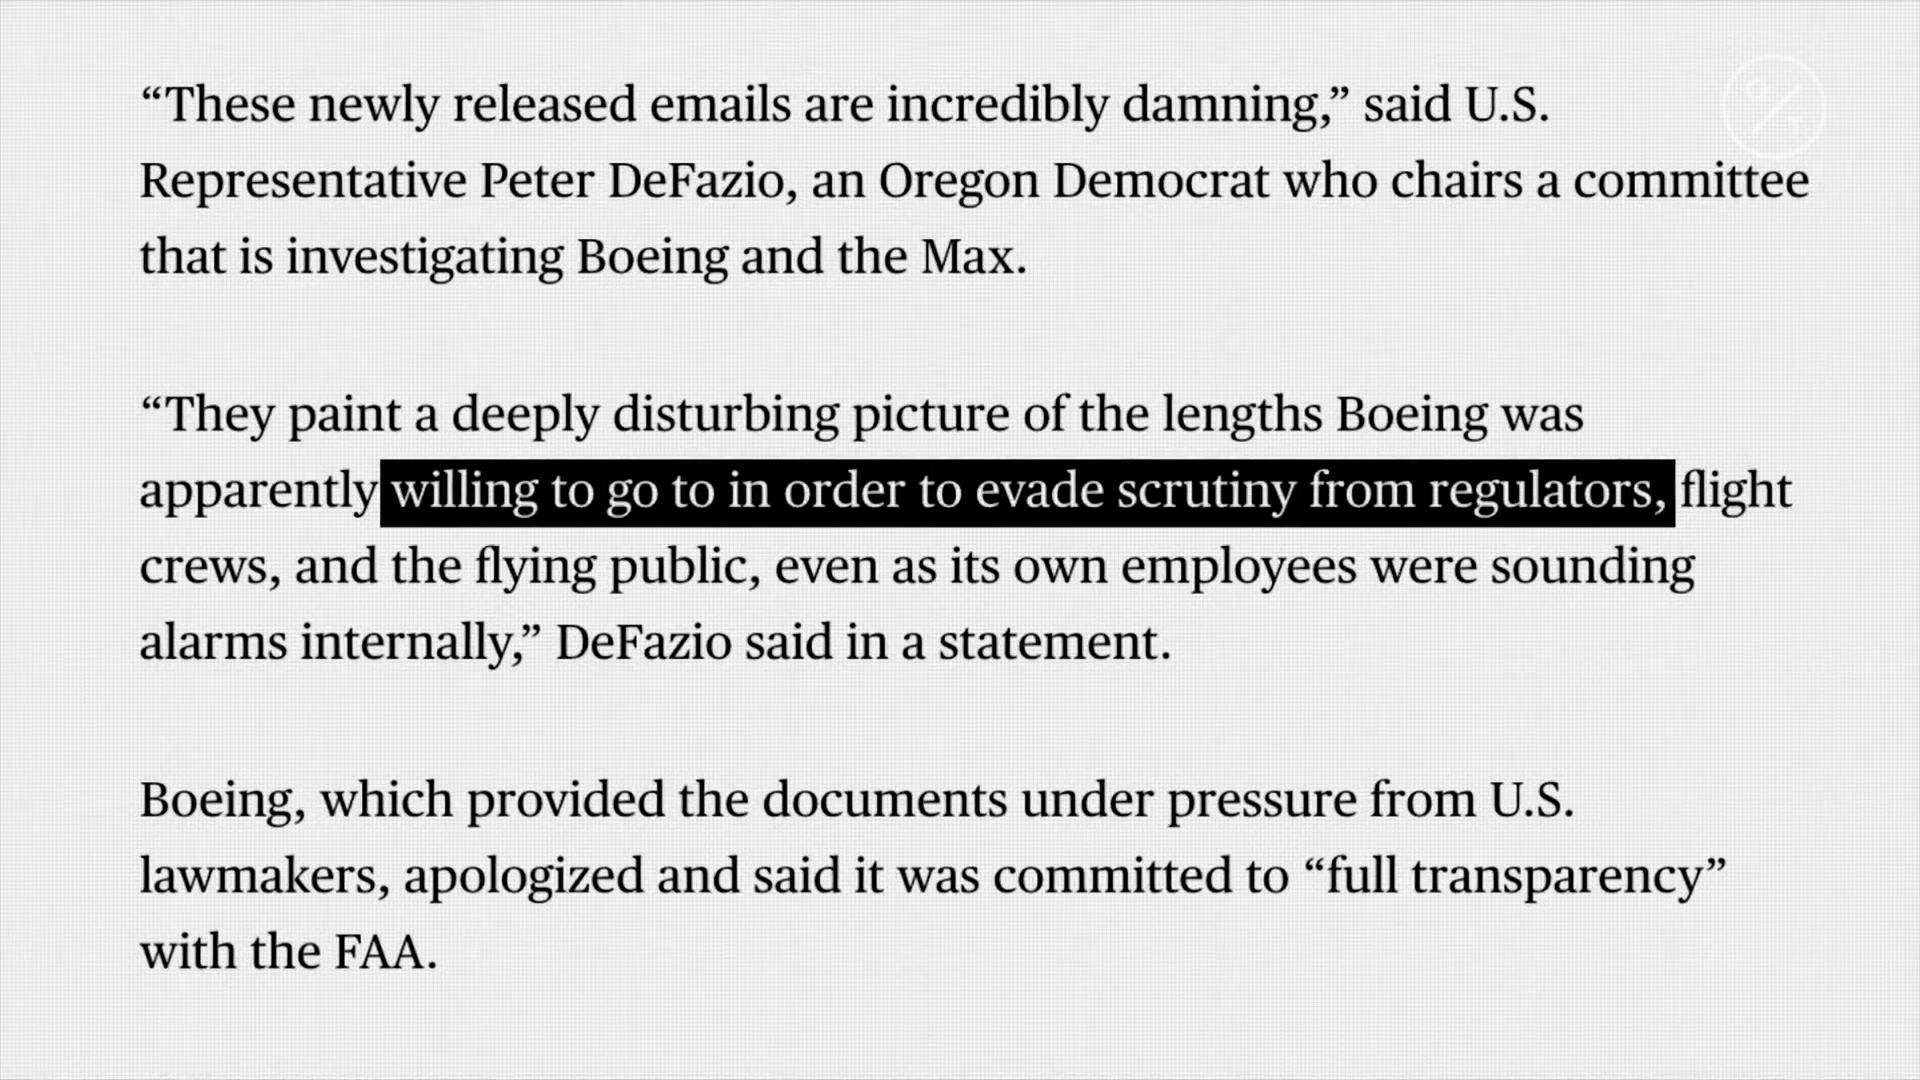 “These newly released emails are incredibly damning,” said U.S.
Representative Peter DeFazio, an Oregon Democrat who chairs a committee
that is investigating Boeing and the Max.
“They paint a deeply disturbing picture of the lengths Boeing was
apparently willing to go to in order to evade scrutiny from regulators, flight
crews, and the flying public, even as its own employees were sounding
alarms internally,” DeFazio said in a statement.
Boeing, which provided the documents under pressure from U.S.
lawmakers, apologized and said it was committed to “full transparency”
with the FAA.